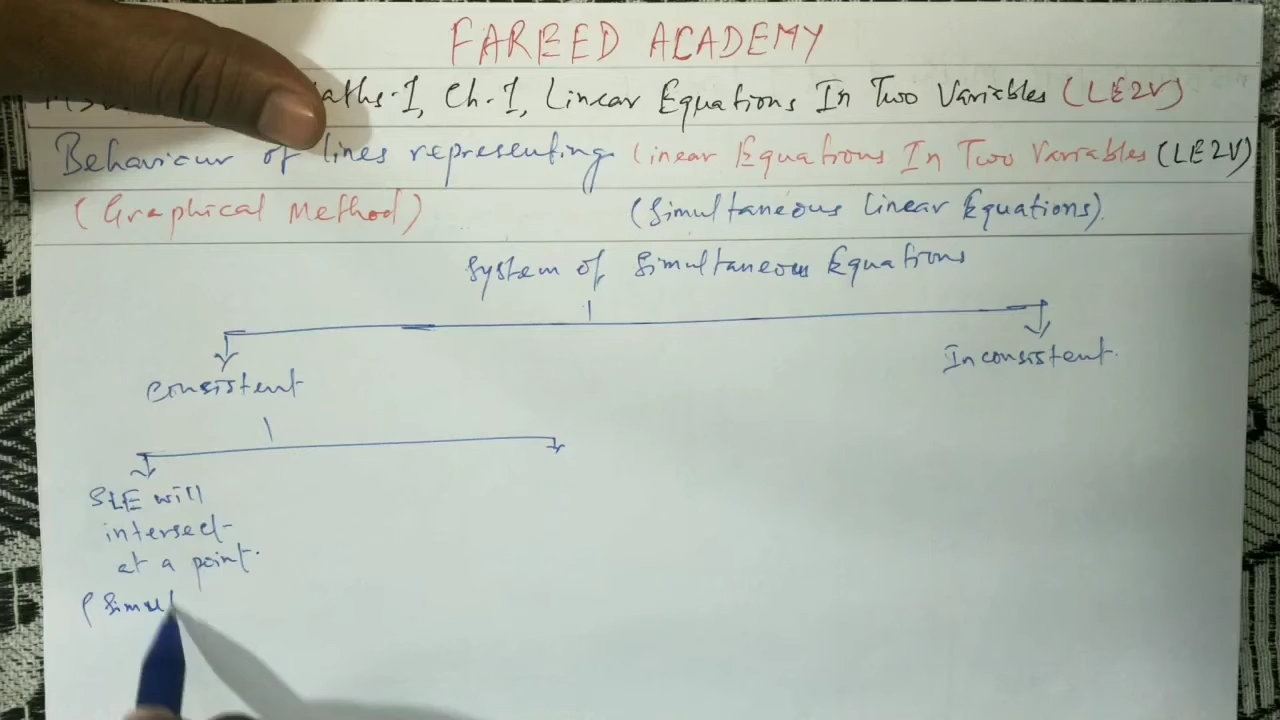 FAREED ACADEMY
Maths-I, Ch-I, Linear Equations In Two Variables (LE2V)
Behaviour of lines representing Linear Equations In Two Variables (LE2V)
(Graphical Method) (Simultaneous Linear Equations).
System of Simultaneous Equations
Inconsistent.
Consistent
SLE will
intersect
at a point.